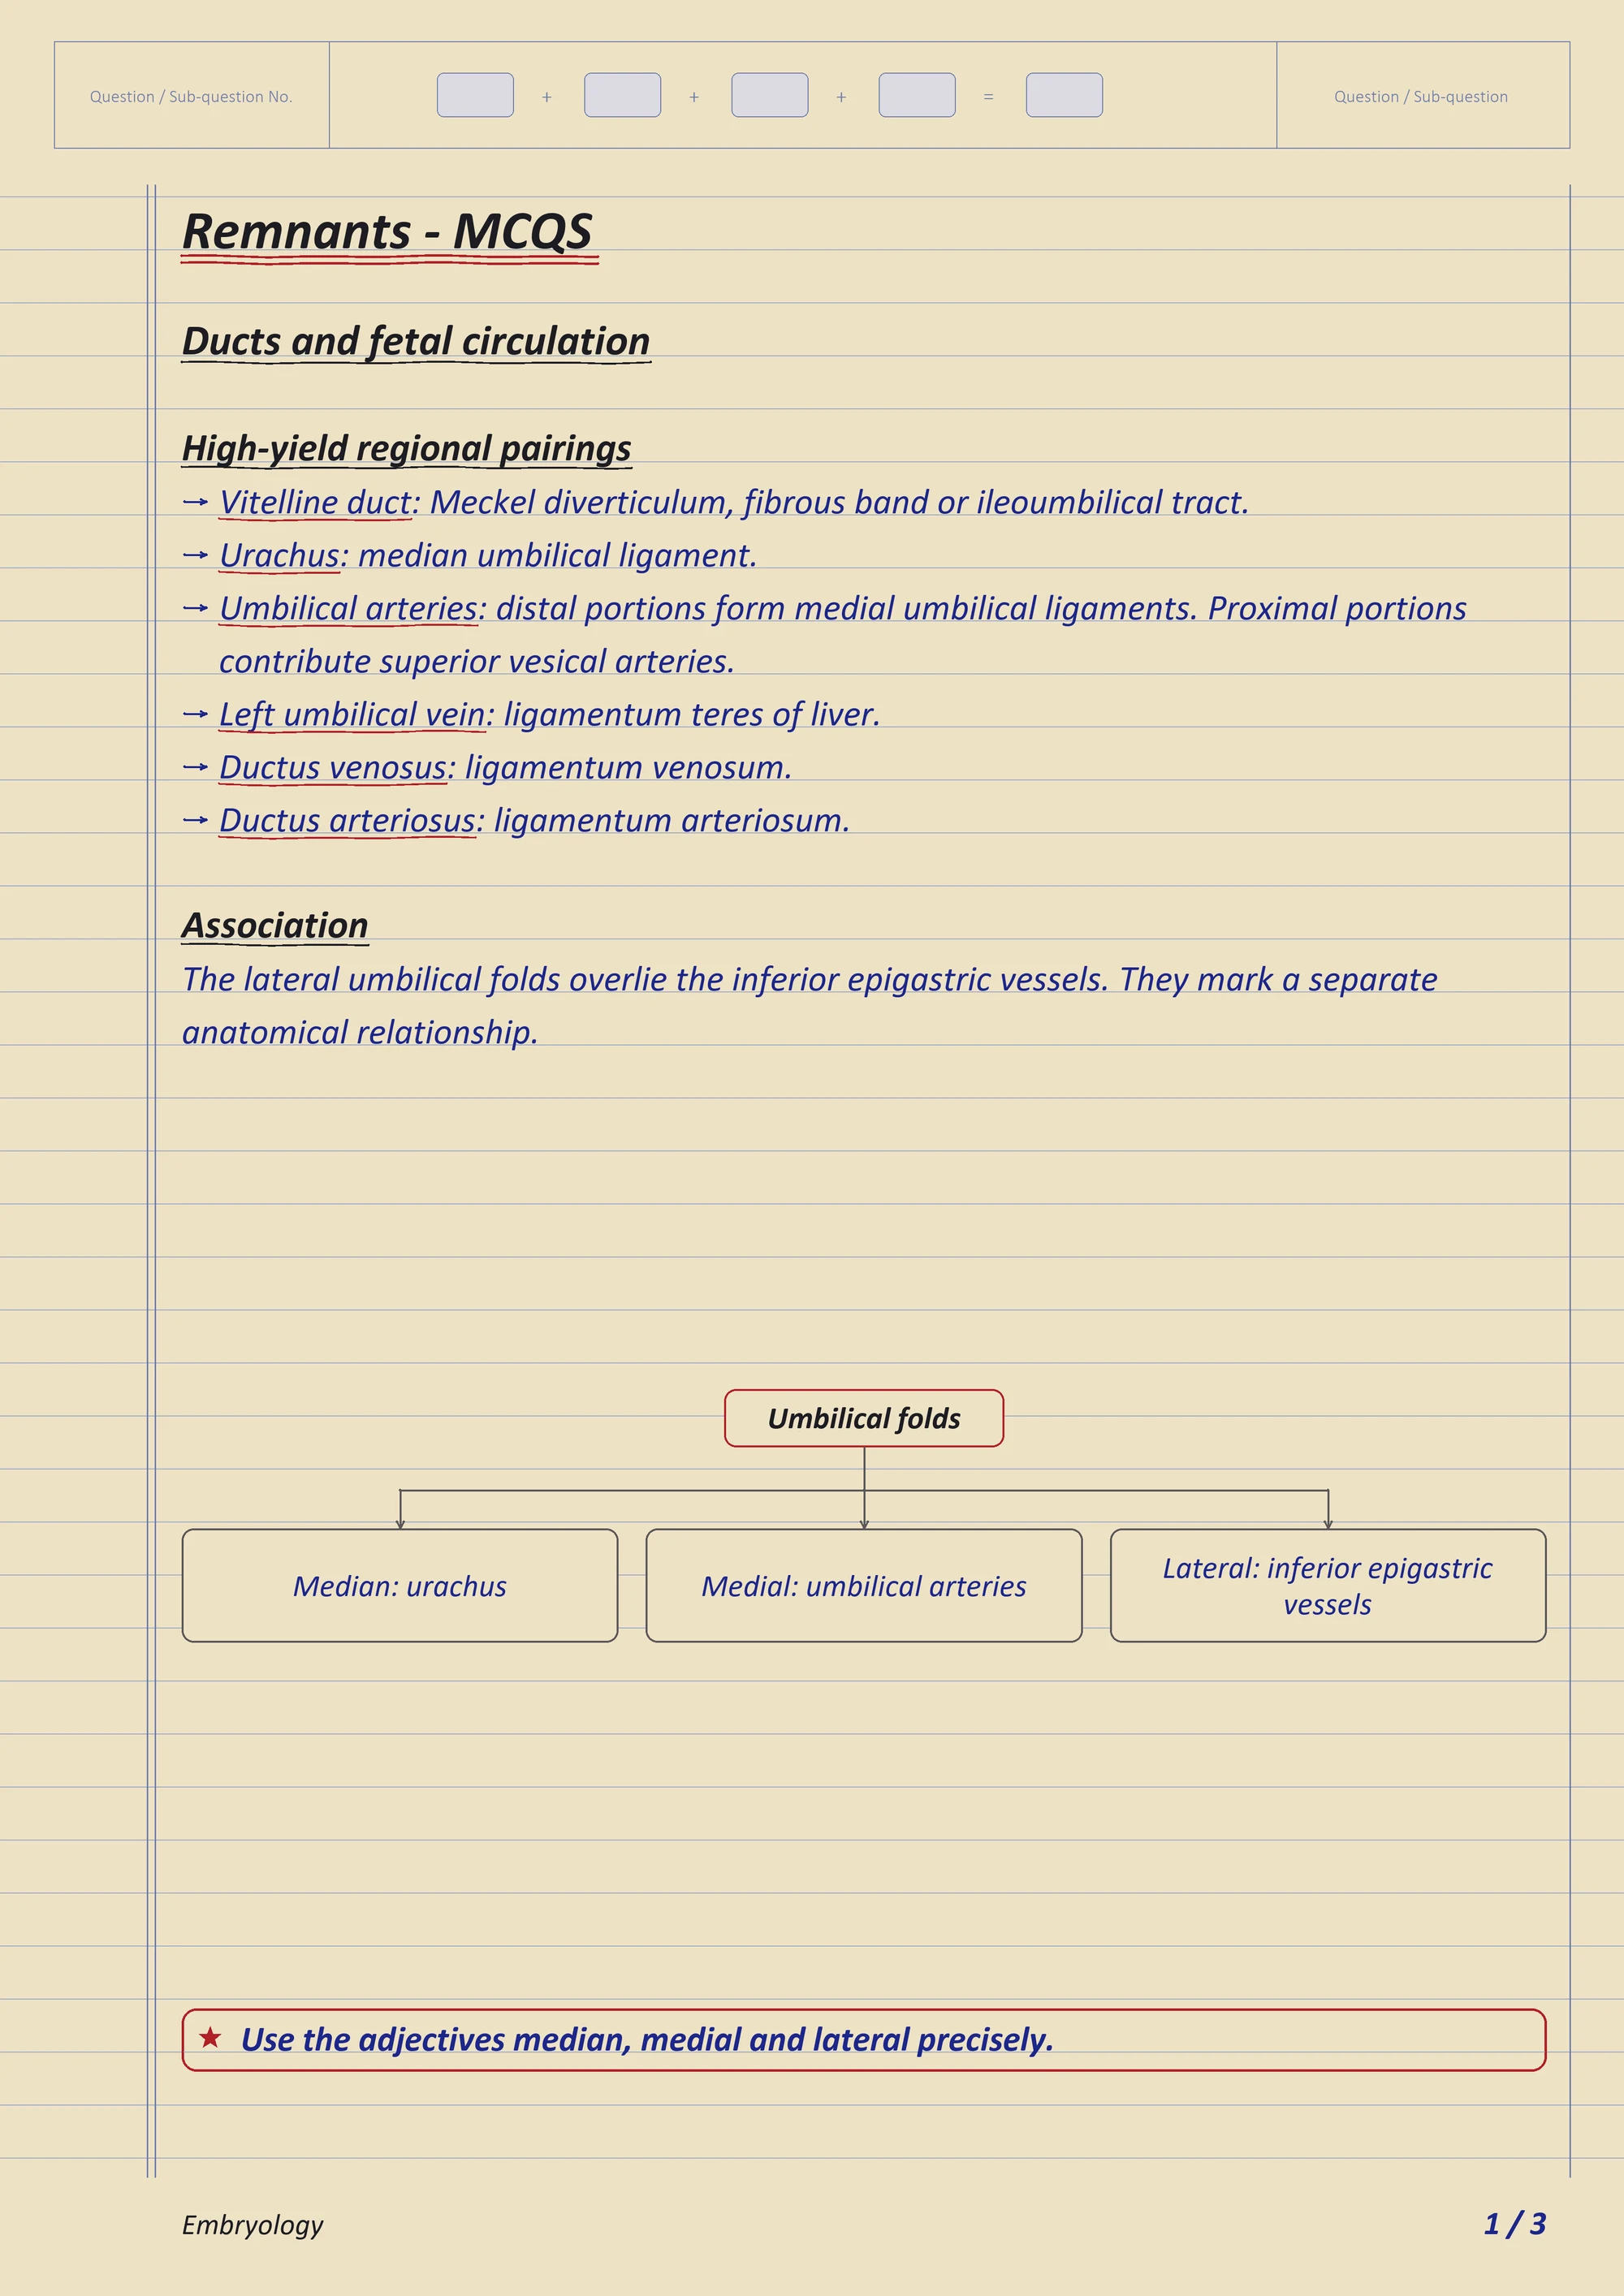 Question / Sub-question No.
+ + + =
Question / Sub-question
Remnants - MCQS
Ducts and fetal circulation
High-yield regional pairings
→ Vitelline duct: Meckel diverticulum, fibrous band or ileoumbilical tract.
→ Urachus: median umbilical ligament.
→ Umbilical arteries: distal portions form medial umbilical ligaments. Proximal portions
contribute superior vesical arteries.
→ Left umbilical vein: ligamentum teres of liver.
→ Ductus venosus: ligamentum venosum.
→ Ductus arteriosus: ligamentum arteriosum.
Association
The lateral umbilical folds overlie the inferior epigastric vessels. They mark a separate
anatomical relationship.
Umbilical folds
Median: urachus
Medial: umbilical arteries
Lateral: inferior epigastric
vessels
★ Use the adjectives median, medial and lateral precisely.
Embryology
1 / 3